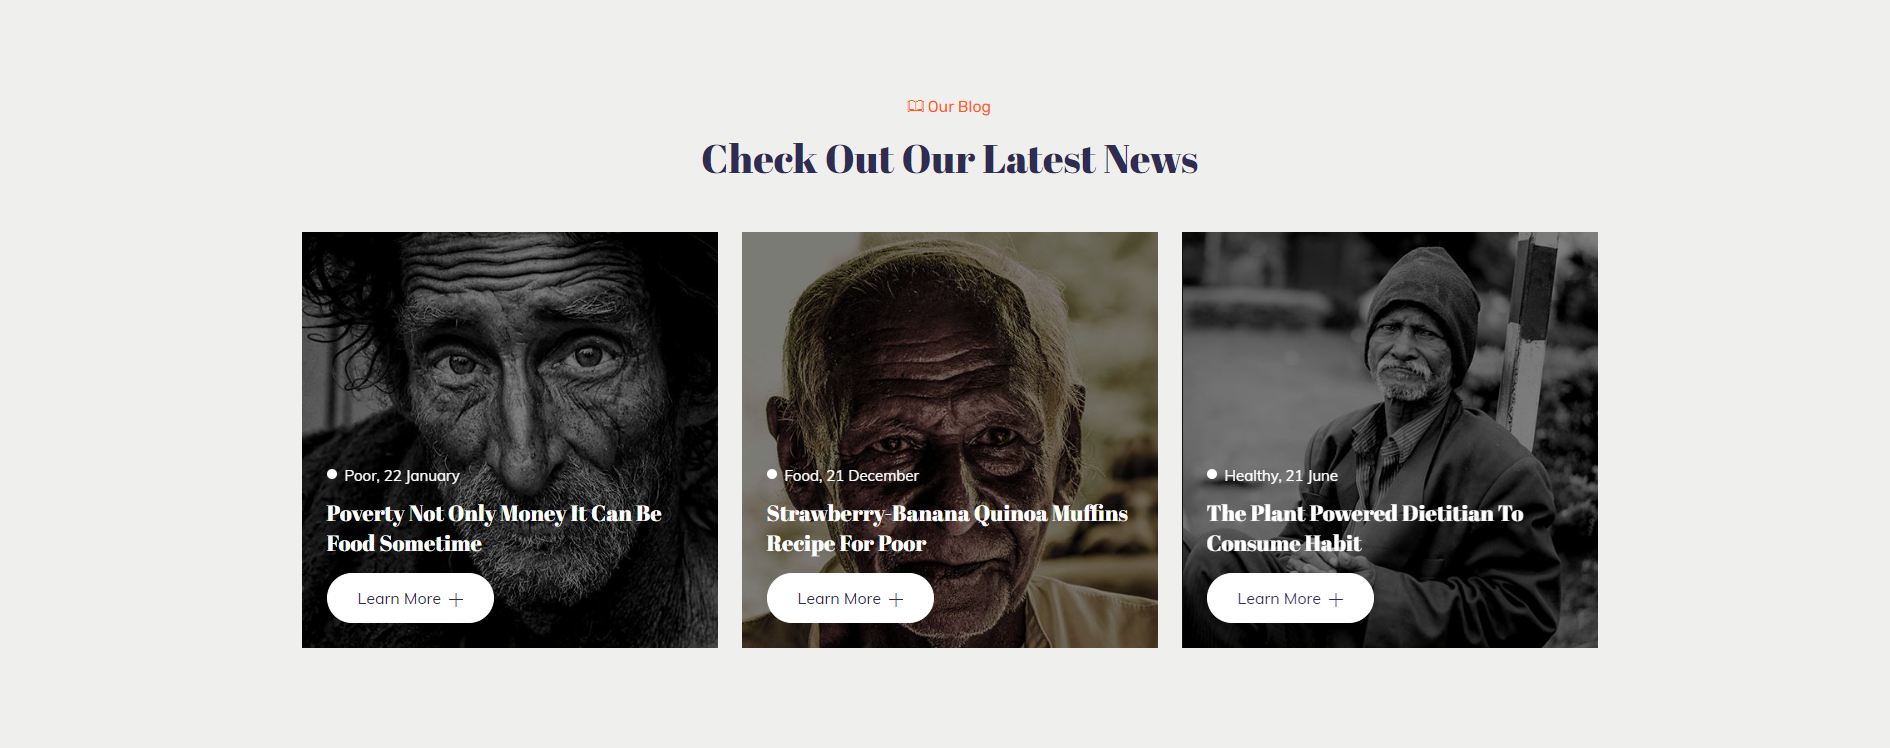 Our Blog
Check Out Our Latest News
Poor, 22 January
Poverty Not Only Money It Can Be
Food Sometime
Learn More
Food, 21 December
Strawberry-Banana Quinoa Muffins
Recipe For Poor
Learn More
Healthy, 21 June
The Plant Powered Dietitian To
Consume Habit
Learn More